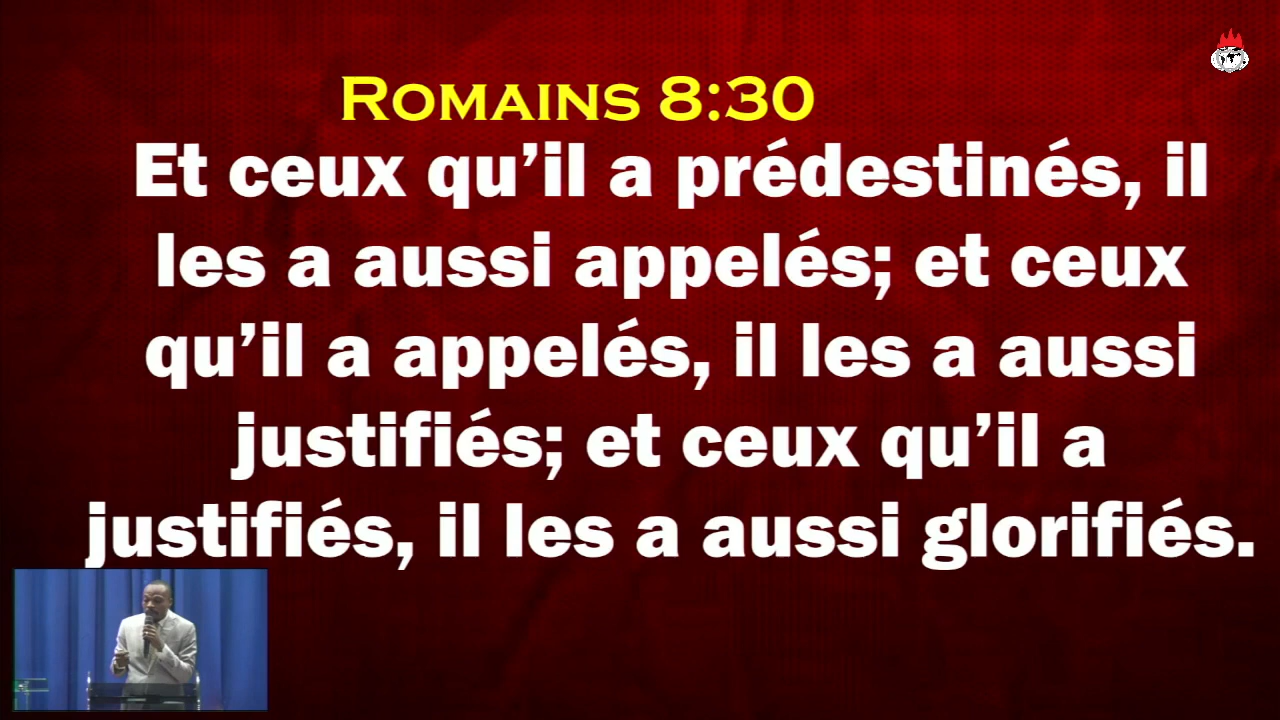 Romains 8:30
Et ceux qu’il a prédestinés, il
les a aussi appelés; et ceux
qu’il a appelés, il les a aussi
justifiés; et ceux qu’il a
justifiés, il les a aussi glorifiés.